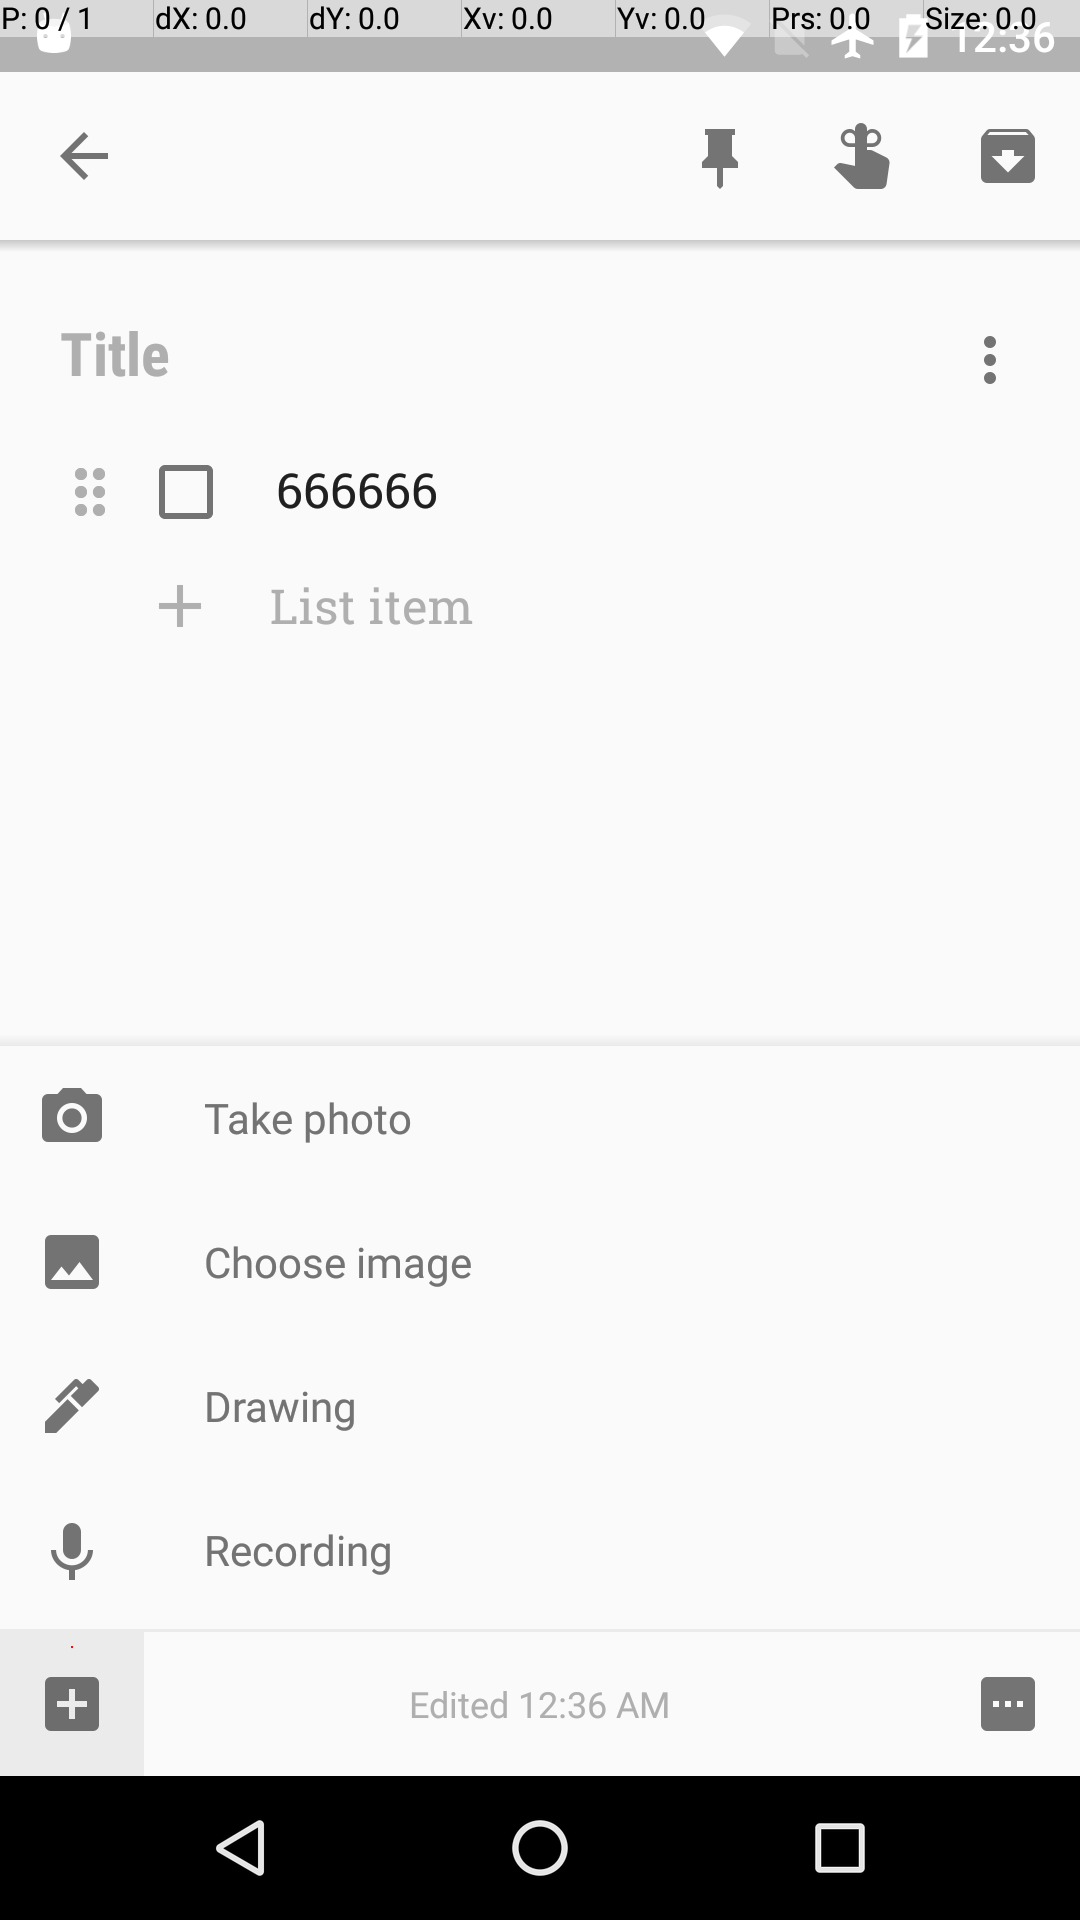 P: 0 / 1 dX: 0.0 dY: 0.0 Xv: 0.0 Yv: 0.0 Prs: 0.0 Size: 0.0
12:36
Title
666666
List item
Take photo
Choose image
Drawing
Recording
Edited 12:36 AM